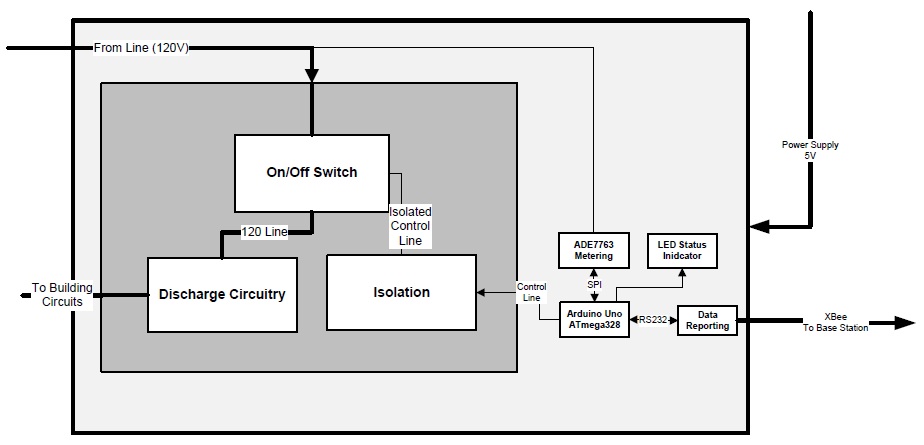 From Line (120V)
Power Supply
5V
On/Off Switch
Isolated
Control
Line
120 Line
ADE7763
Metering
LED Status
Inidcator
To Building
Circuits
Discharge Circuitry
Isolation
Control
Line
SPI
Arduino Uno
ATmega328
RS232
Data
Reporting
XBee
To Base Station